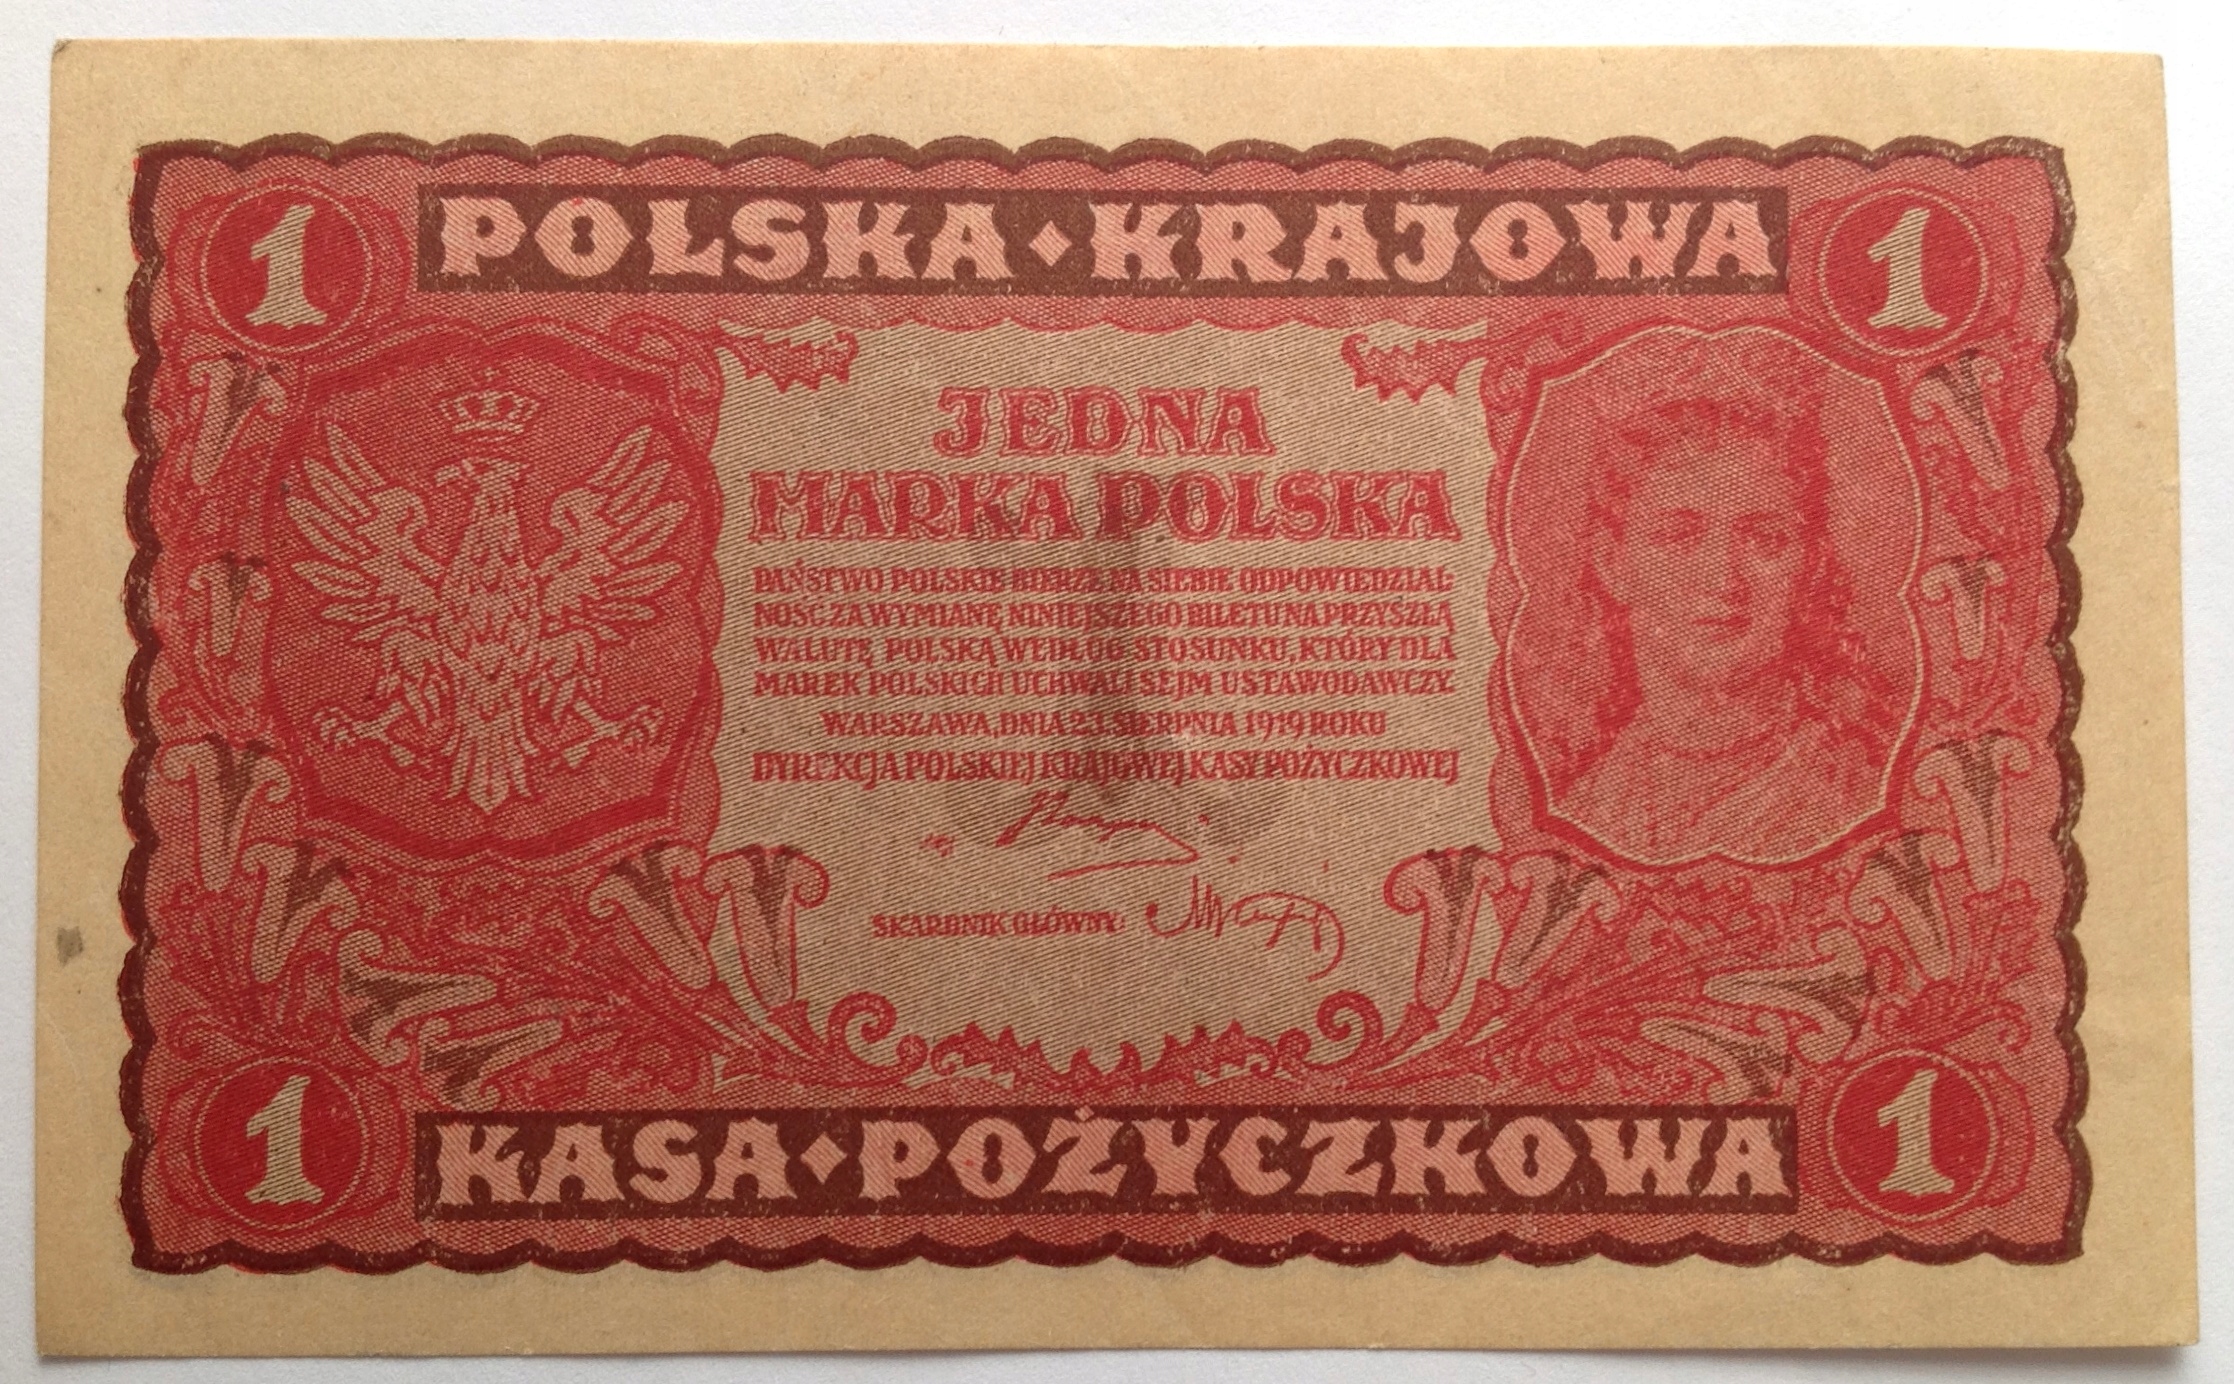 1 POLSKA · KRAJOWA 1
JEDNA
MARKA POLSKA
PAŃSTWO POLSKIE BIERZE NA SIEBIE ODPOWIEDZIAL-
NOŚĆ ZA WYMIANĘ NINIEJSZEGO BILETU NA PRZYSZŁĄ
WALUTĘ POLSKĄ WEDŁUG STOSUNKU, KTÓRY DLA
MAREK POLSKICH UCHWALI SEJM USTAWODAWCZY.
WARSZAWA, DNIA 23. SIERPNIA 1919 ROKU
DYREKCJA POLSKIEJ KRAJOWEJ KASY POŻYCZKOWEJ
SKARBNIK GŁÓWNY:
1 KASA · POŻYCZKOWA 1